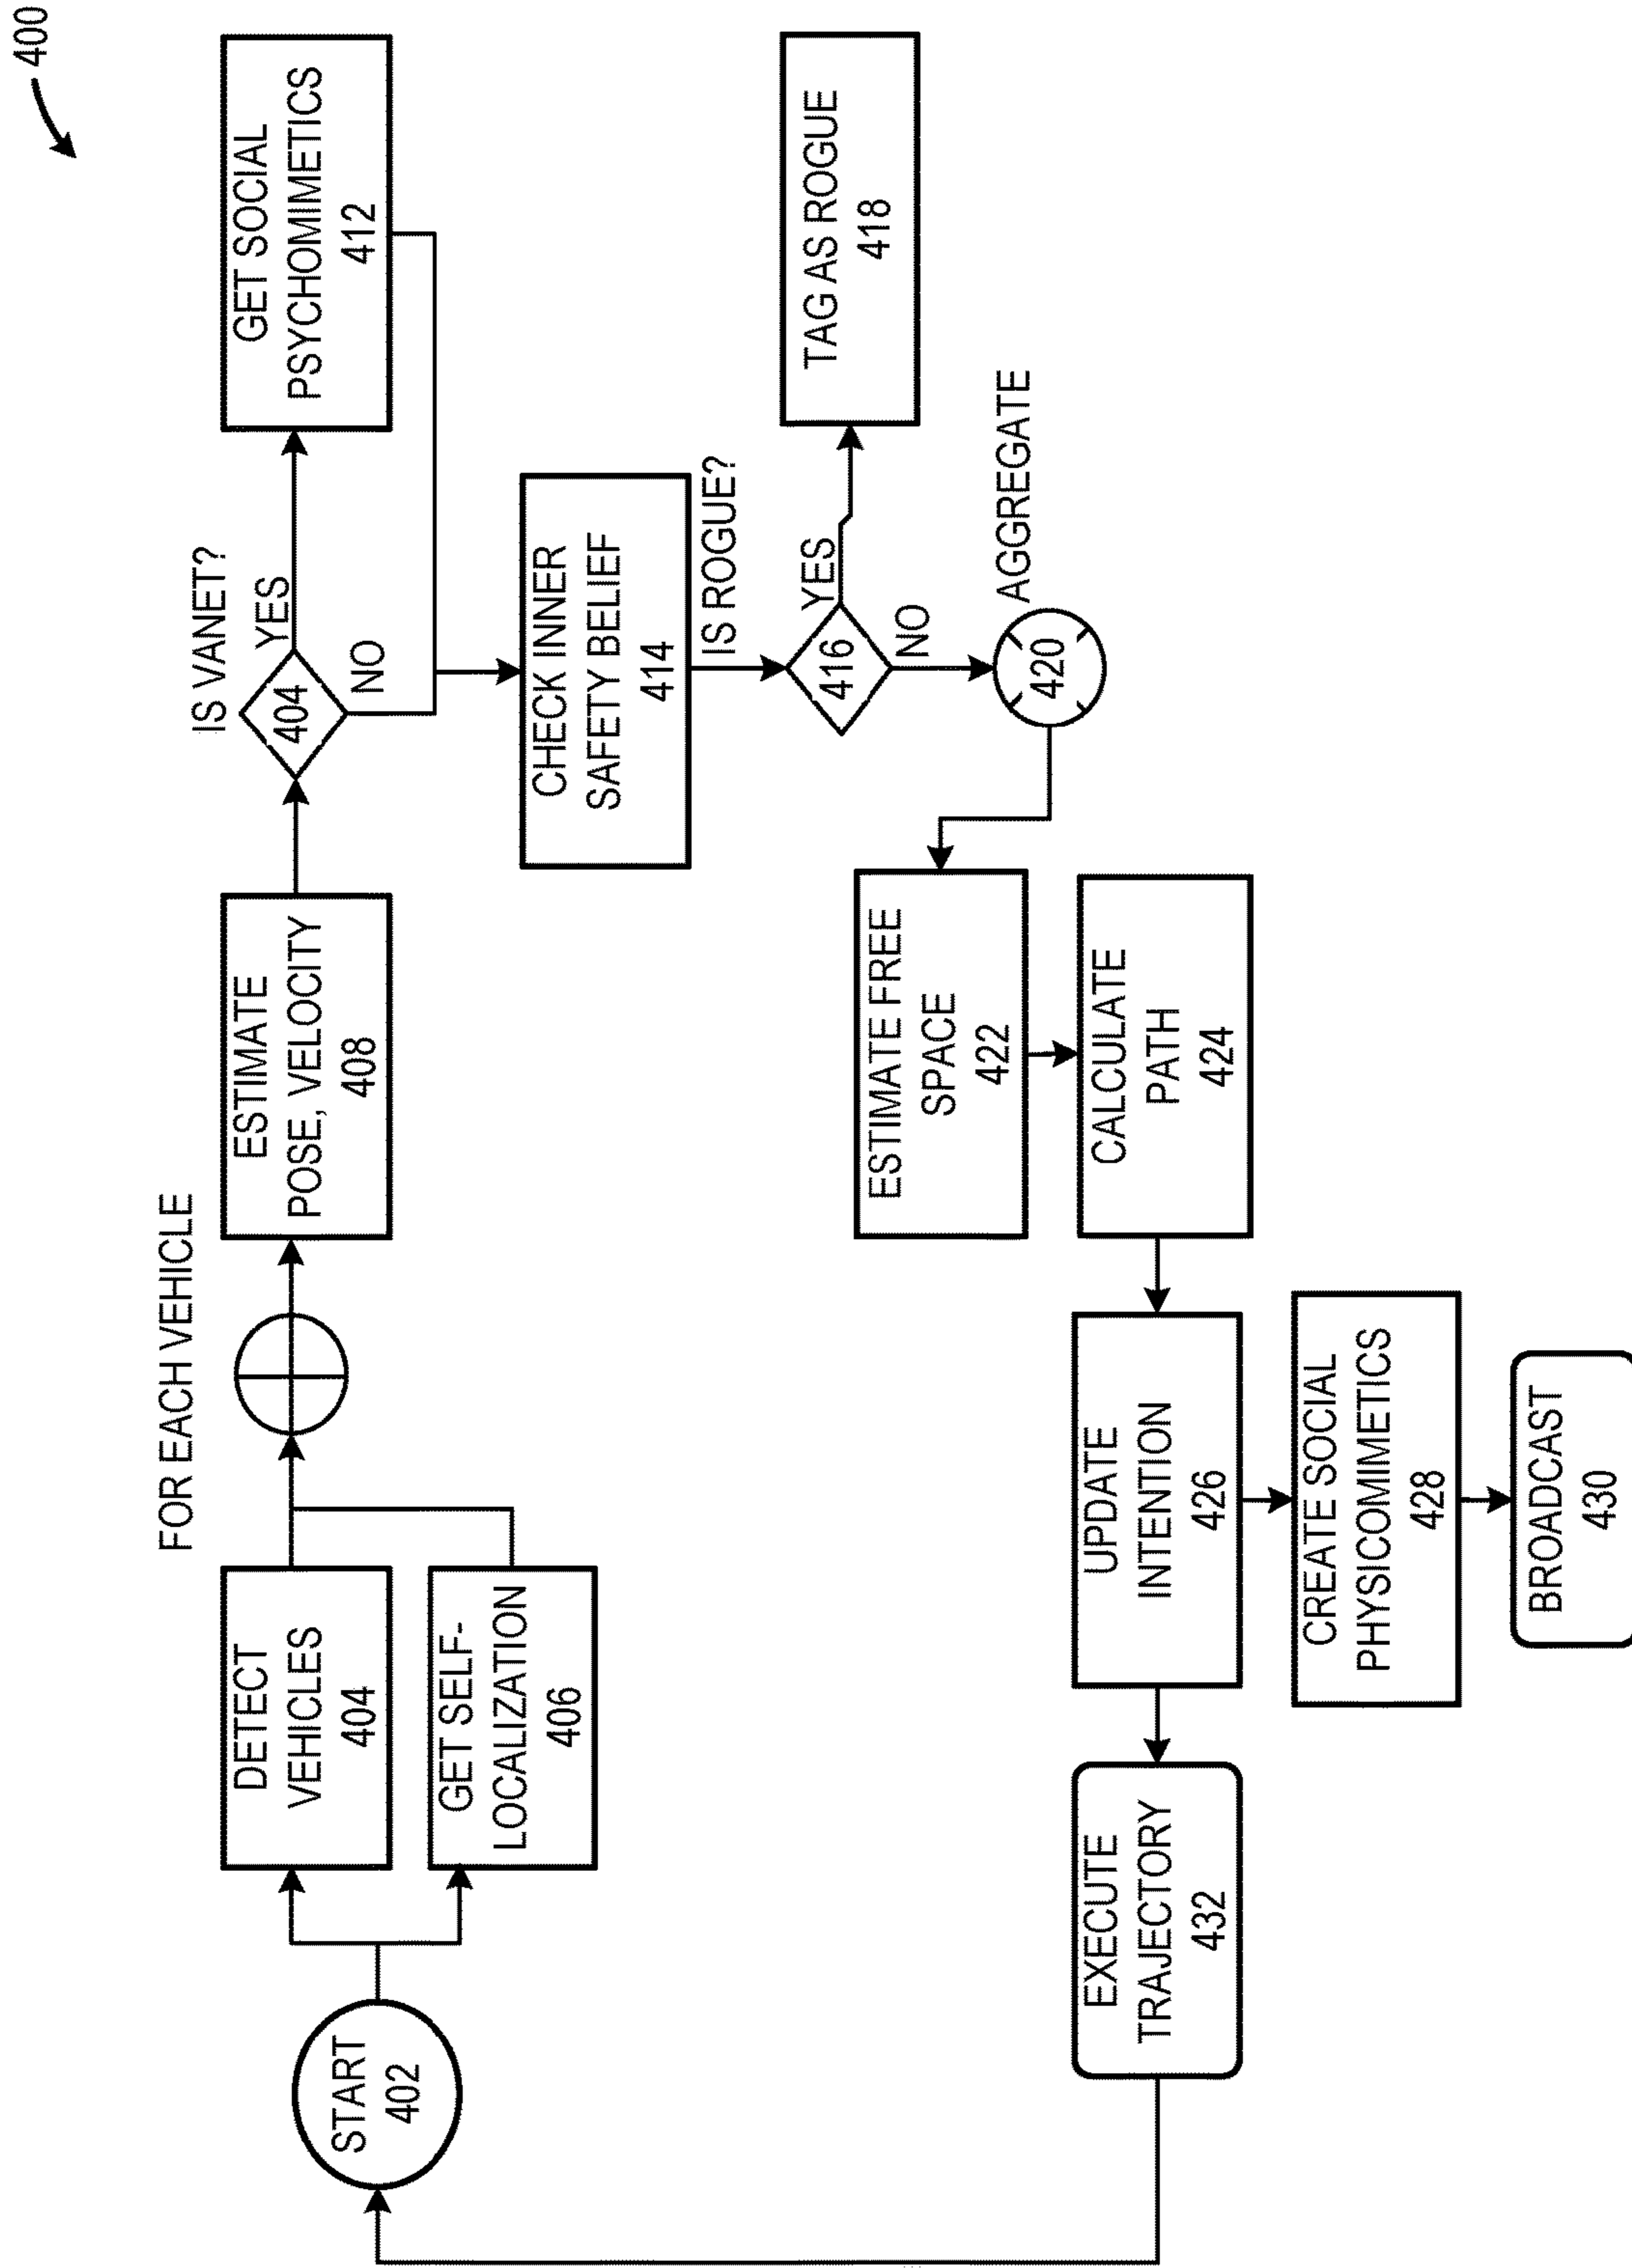 400
START
402
DETECT
VEHICLES
404
GET SELF-
LOCALIZATION
406
FOR EACH VEHICLE
ESTIMATE
POSE, VELOCITY
408
IS VANET?
404
YES
NO
GET SOCIAL
PSYCHOMIMETICS
412
CHECK INNER
SAFETY BELIEF
414
IS ROGUE?
416
YES
NO
TAG AS ROGUE
418
AGGREGATE
420
ESTIMATE FREE
SPACE
422
CALCULATE
PATH
424
UPDATE
INTENTION
426
CREATE SOCIAL
PHYSICOMIMETICS
428
BROADCAST
430
EXECUTE
TRAJECTORY
432